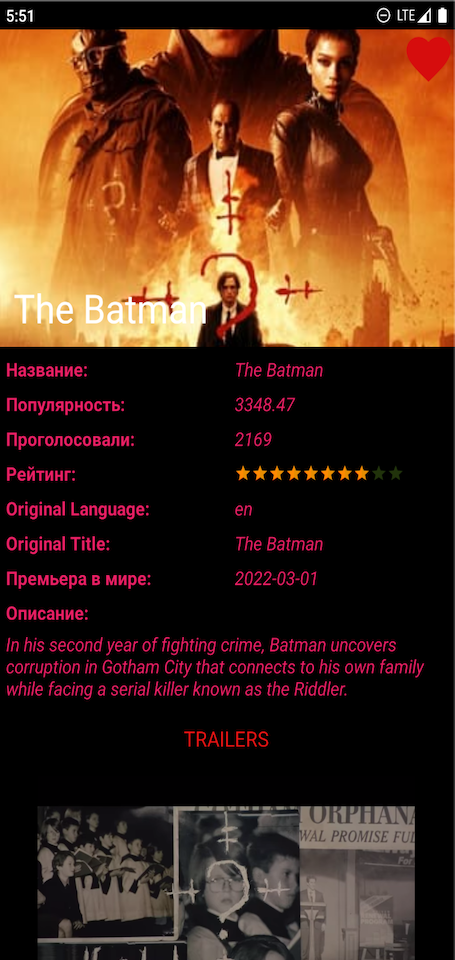 5:51
LTE
The Batman
Название: The Batman
Популярность: 3348.47
Проголосовали: 2169
Рейтинг:
Original Language: en
Original Title: The Batman
Премьера в мире: 2022-03-01
Описание:
In his second year of fighting crime, Batman uncovers
corruption in Gotham City that connects to his own family
while facing a serial killer known as the Riddler.
TRAILERS
ORPHANA
WAL PROMISE FUL
For